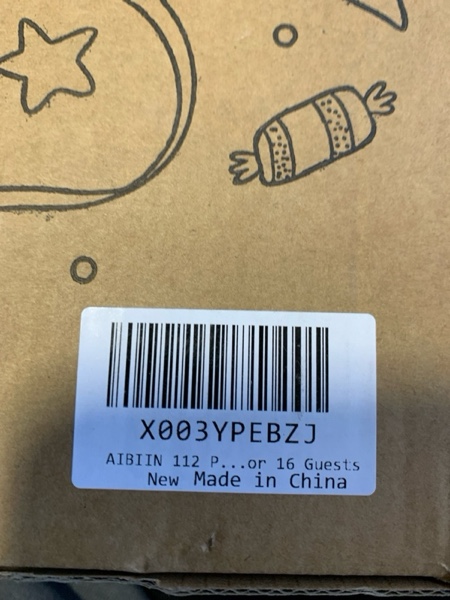 X003YPEBZJ
AIBIIN 112 P...or 16 Guests
New Made in China